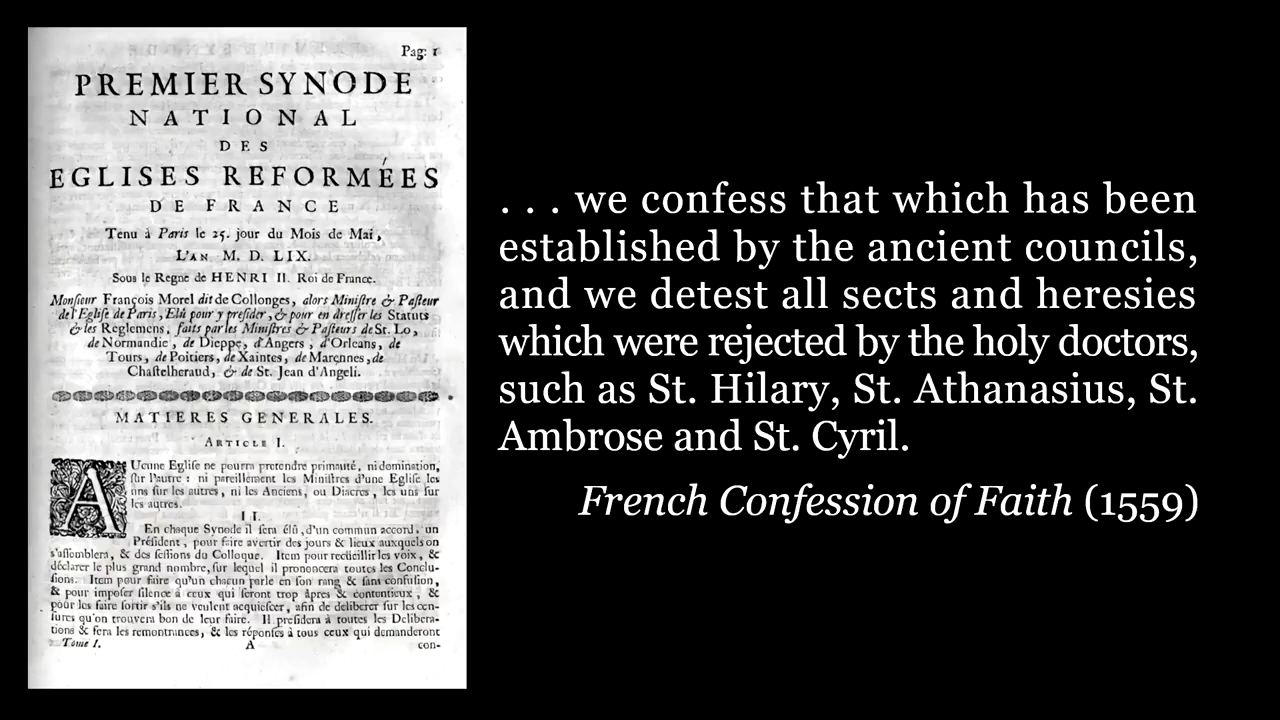 Pag: 1
PREMIER SYNODE
NATIONAL
DES
EGLISES REFORMÉES
DE FRANCE
Tenu à Paris le 25. jour du Mois de Mai,
L'AN M. D. LIX.
Sous le Regne de HENRI II. Roi de France.
Monſieur François Morel dit de Collonges, alors Miniſtre & Paſteur
de l'Egliſe de Paris, Elû pour y preſider, & pour en dreſſer les Statuts
& les Reglemens, faits par les Miniſtres & Paſteurs de St. Lo,
de Normandie, de Dieppe, d'Angers, d'Orleans, de
Tours, de Poitiers, de Xaintes, de Marennes, de
Chaſtelheraud, & de St. Jean d'Angeli.
MATIERES GENERALES.
ARTICLE I.
AUcune Egliſe ne pourra pretendre primauté, ni domination,
ſur l'autre: ni pareillement les Miniſtres d'une Egliſe les
uns ſur les autres, ni les Anciens, ou Diacres, les uns ſur
les autres.
II.
En chaque Synode il ſera élû, d'un commun accord, un
Préſident, pour faire avertir des jours & lieux auxquels on
s'aſſemblera, & des ſeſſions du Colloque. Item pour recüeillir les voix, &
déclarer le plus grand nombre, ſur lequel il prononcera toutes les Conclu-
ſions. Item pour faire qu'un chacun parle en ſon rang & ſans confuſion,
& pour impoſer ſilence à ceux qui ſeront trop âpres & contentieux, &
pour les faire ſortir s'ils ne veulent acquieſcer, afin de déliberer ſur les cen-
ſures qu'on trouvera bon de leur faire. Il preſidera à toutes les Delibera-
tions & fera les remontrances, & les réponſes à tous ceux qui demanderont
Tome I. A con-
. . . we confess that which has been
established by the ancient councils,
and we detest all sects and heresies
which were rejected by the holy doctors,
such as St. Hilary, St. Athanasius, St.
Ambrose and St. Cyril.
French Confession of Faith (1559)